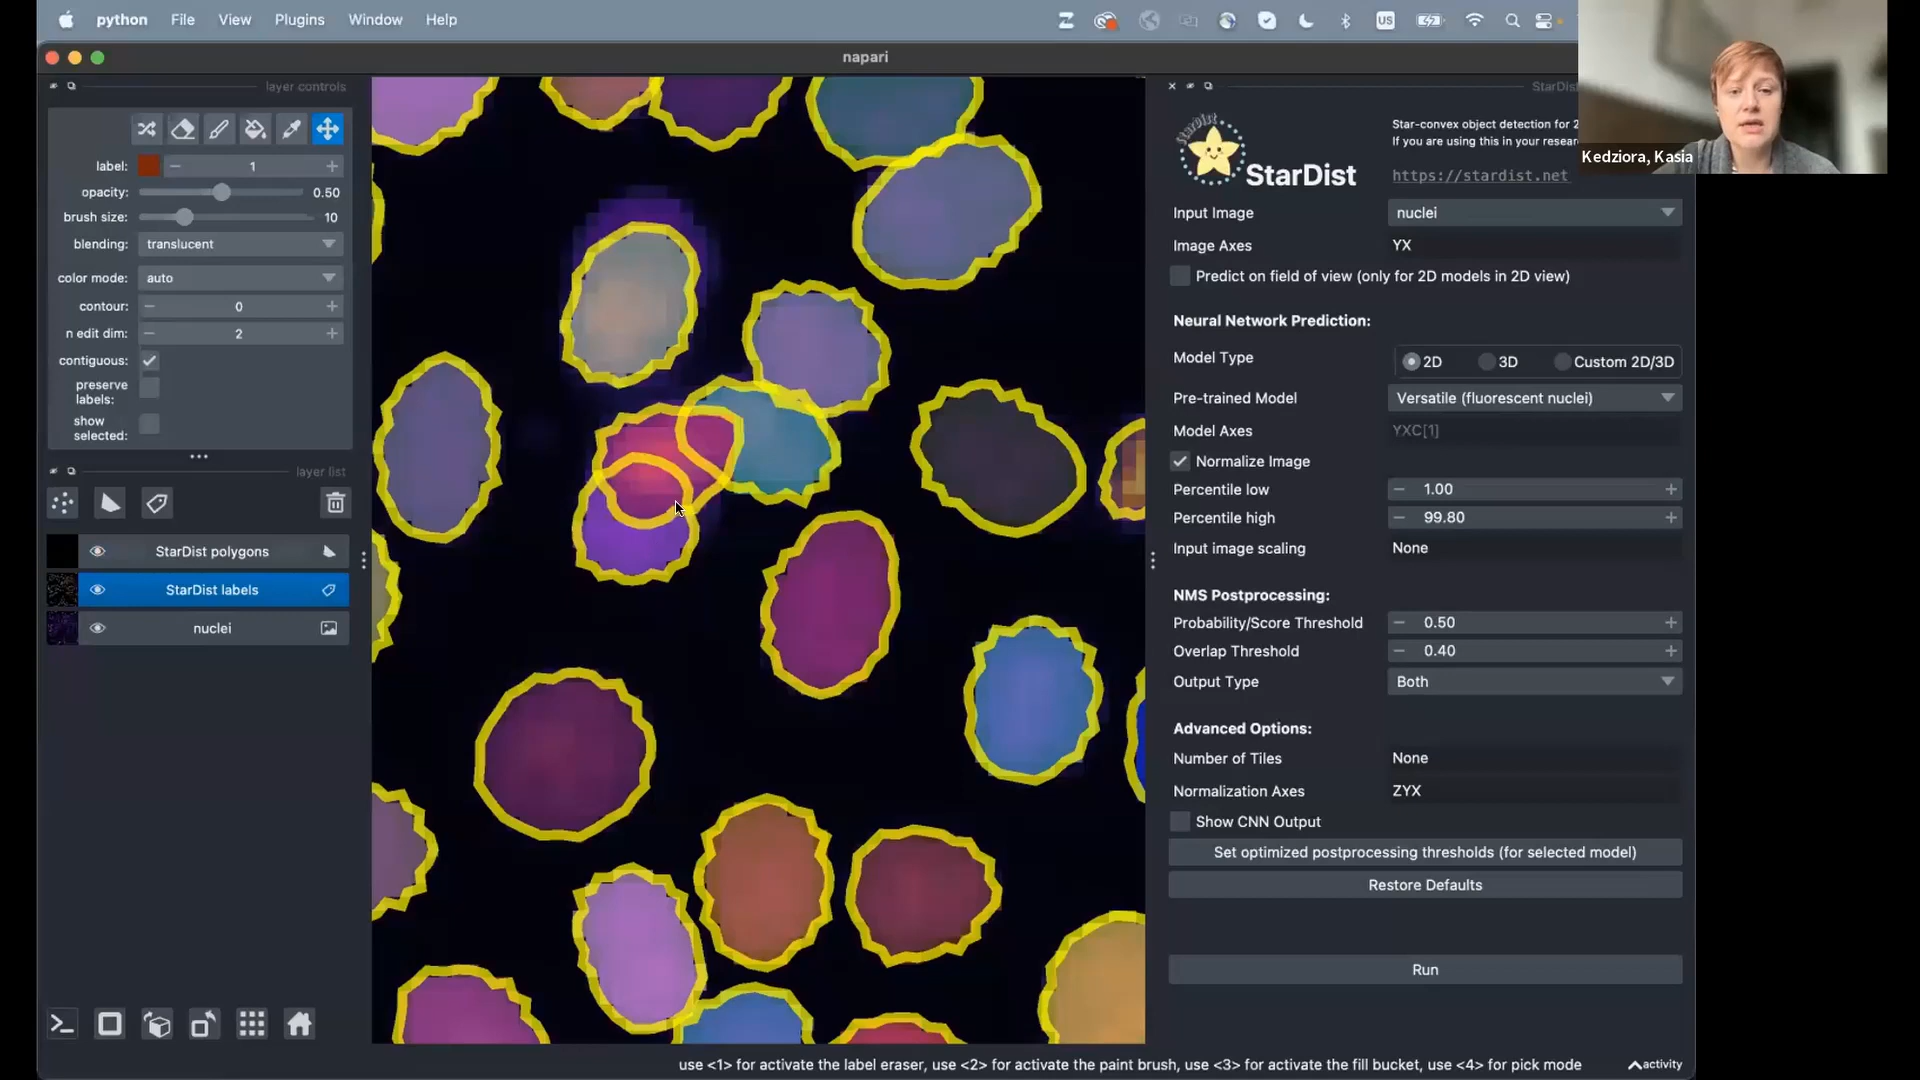 python File View Plugins Window Help
US
napari
layer controls
label: 1
opacity: 0.50
brush size: 10
blending: translucent
color mode: auto
contour: 0
n edit dim: 2
contiguous:
preserve
labels:
show
selected:
layer list
StarDist polygons
StarDist labels
nuclei
StarDist
Star-convex object detection for 2
If you are using this in your resear
StarDist
https://stardist.net
Kedziora, Kasia
Input Image nuclei
Image Axes YX
Predict on field of view (only for 2D models in 2D view)
Neural Network Prediction:
Model Type 2D 3D Custom 2D/3D
Pre-trained Model Versatile (fluorescent nuclei)
Model Axes YXC[1]
Normalize Image
Percentile low 1.00
Percentile high 99.80
Input image scaling None
NMS Postprocessing:
Probability/Score Threshold 0.50
Overlap Threshold 0.40
Output Type Both
Advanced Options:
Number of Tiles None
Normalization Axes ZYX
Show CNN Output
Set optimized postprocessing thresholds (for selected model)
Restore Defaults
Run
use <1> for activate the label eraser, use <2> for activate the paint brush, use <3> for activate the fill bucket, use <4> for pick mode
activity